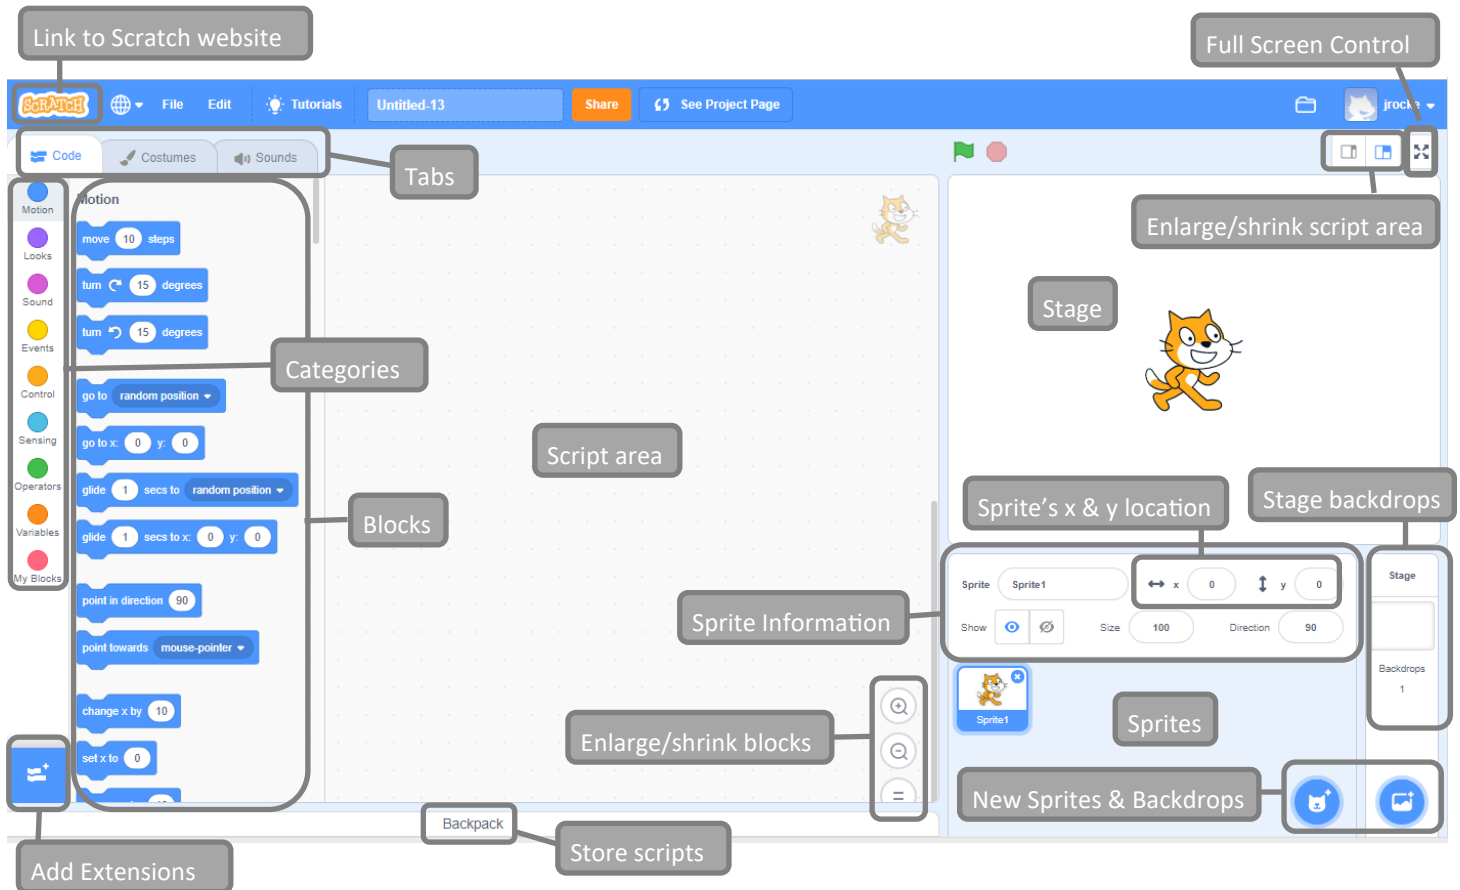 Link to Scratch website
Full Screen Control
SCRATCH
File
Edit
Tutorials
Untitled-13
Share
See Project Page
jrocke
Code
Costumes
Sounds
Tabs
Enlarge/shrink script area
Motion
Looks
Sound
Events
Control
Sensing
Operators
Variables
My Blocks
Motion
move 10 steps
turn 15 degrees
turn 15 degrees
go to random position
go to x: 0 y: 0
glide 1 secs to random position
glide 1 secs to x: 0 y: 0
point in direction 90
point towards mouse-pointer
change x by 10
set x to 0
Categories
Blocks
Script area
Stage
Sprite's x & y location
Stage backdrops
Sprite Information
Sprite Sprite1 x 0 y 0
Show Size 100 Direction 90
Stage
Backdrops
1
Sprite1
Sprites
Enlarge/shrink blocks
New Sprites & Backdrops
Backpack
Store scripts
Add Extensions